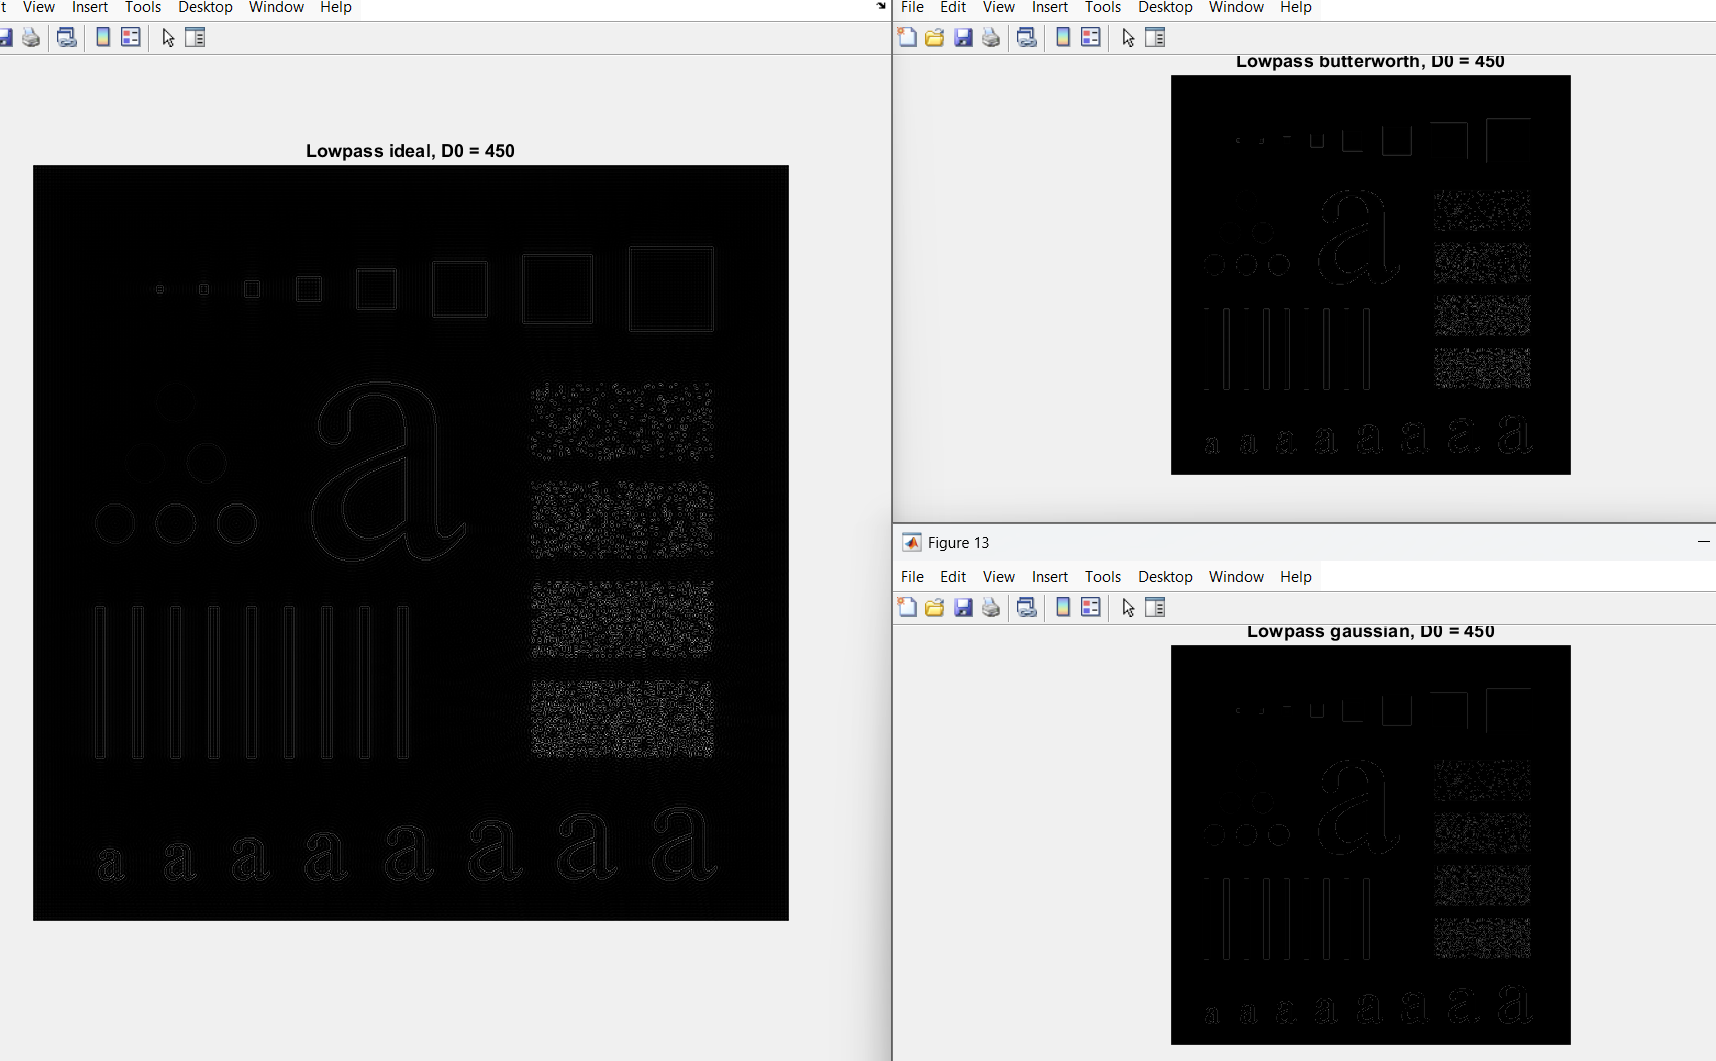 t View Insert Tools Desktop Window Help
Lowpass ideal, D0 = 450
a
a a a a a a a a
File Edit View Insert Tools Desktop Window Help
Lowpass butterworth, D0 = 450
a
a a a a a a a a
Figure 13
File Edit View Insert Tools Desktop Window Help
Lowpass gaussian, D0 = 450
a
a a a a a a a a